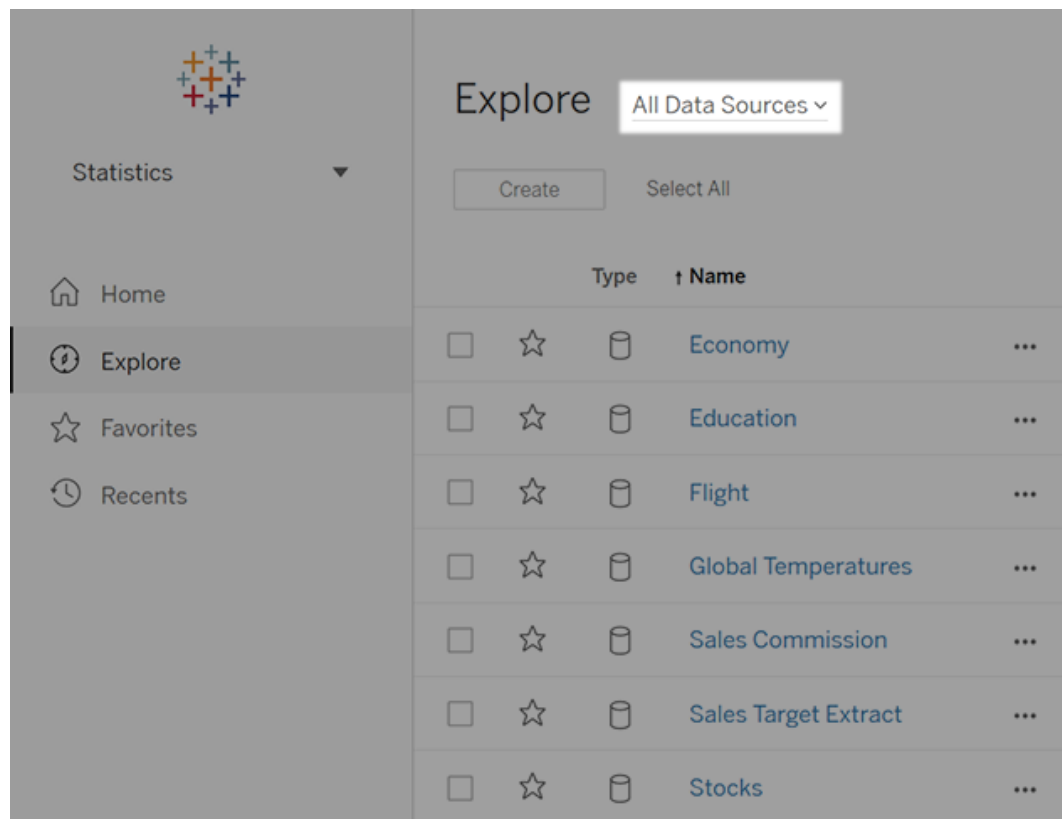 Statistics
Home
Explore
Favorites
Recents
Explore All Data Sources
Create Select All
Type ↑ Name
Economy
Education
Flight
Global Temperatures
Sales Commission
Sales Target Extract
Stocks